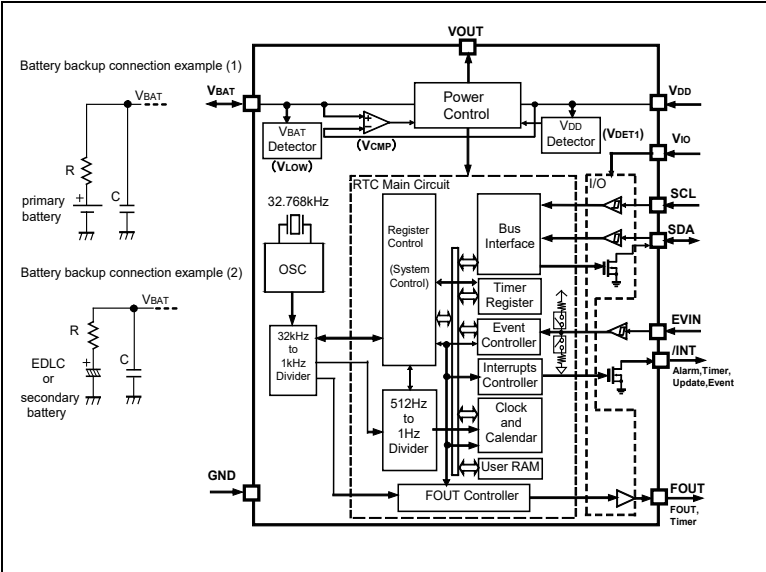 VOUT
Battery backup connection example (1)
VBAT
R
+
C
primary
battery
Battery backup connection example (2)
VBAT
R
+
C
EDLC
or
secondary
battery
VBAT
VDD
Power
Control
+
−
VBAT
Detector
(VLOW)
(VCMP)
VDD
Detector
(VDET1)
VIO
RTC Main Circuit
I/O
32.768kHz
OSC
Register
Control
(System
Control)
Bus
Interface
SCL
SDA
Timer
Register
32kHz
to
1kHz
Divider
Event
Controller
EVIN
Interrupts
Controller
/INT
Alarm,Timer,
Update,Event
512Hz
to
1Hz
Divider
Clock
and
Calendar
User RAM
GND
FOUT Controller
FOUT
FOUT,
Timer